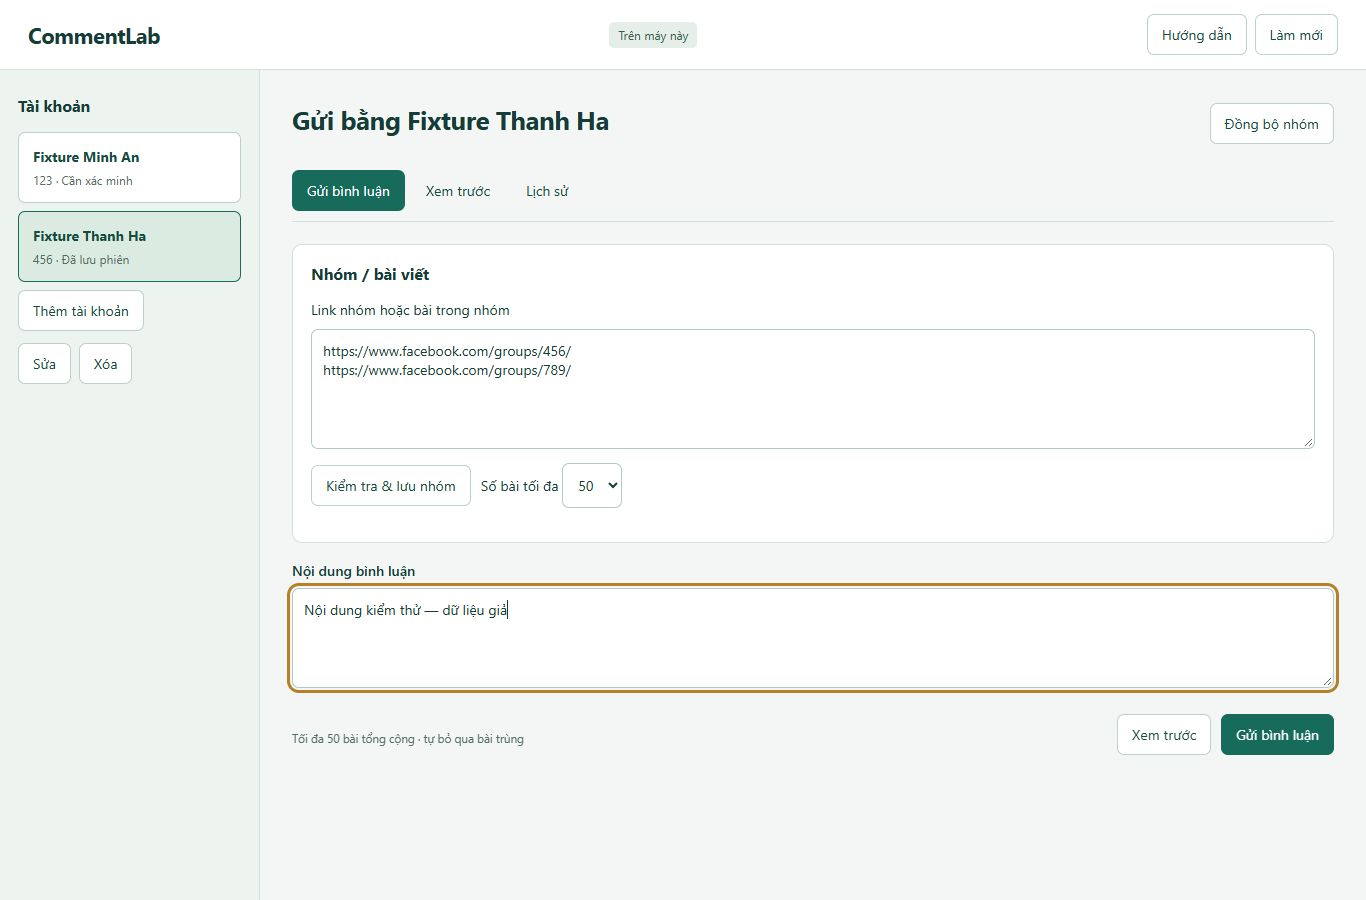 CommentLab
Trên máy này
Hướng dẫn
Làm mới
Tài khoản
Fixture Minh An
123 · Cần xác minh
Fixture Thanh Ha
456 · Đã lưu phiên
Thêm tài khoản
Sửa
Xóa
Gửi bằng Fixture Thanh Ha
Đồng bộ nhóm
Gửi bình luận
Xem trước
Lịch sử
Nhóm / bài viết
Link nhóm hoặc bài trong nhóm
https://www.facebook.com/groups/456/
https://www.facebook.com/groups/789/
Kiểm tra & lưu nhóm
Số bài tối đa
50
Nội dung bình luận
Nội dung kiểm thử — dữ liệu giả
Tối đa 50 bài tổng cộng · tự bỏ qua bài trùng
Xem trước
Gửi bình luận